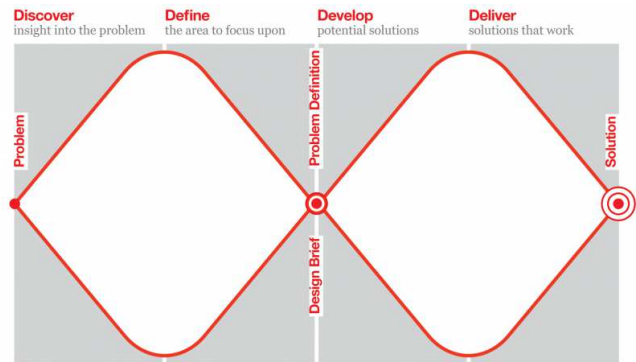 Discover
insight into the problem
Define
the area to focus upon
Develop
potential solutions
Deliver
solutions that work
Problem
Problem Definition
Design Brief
Solution